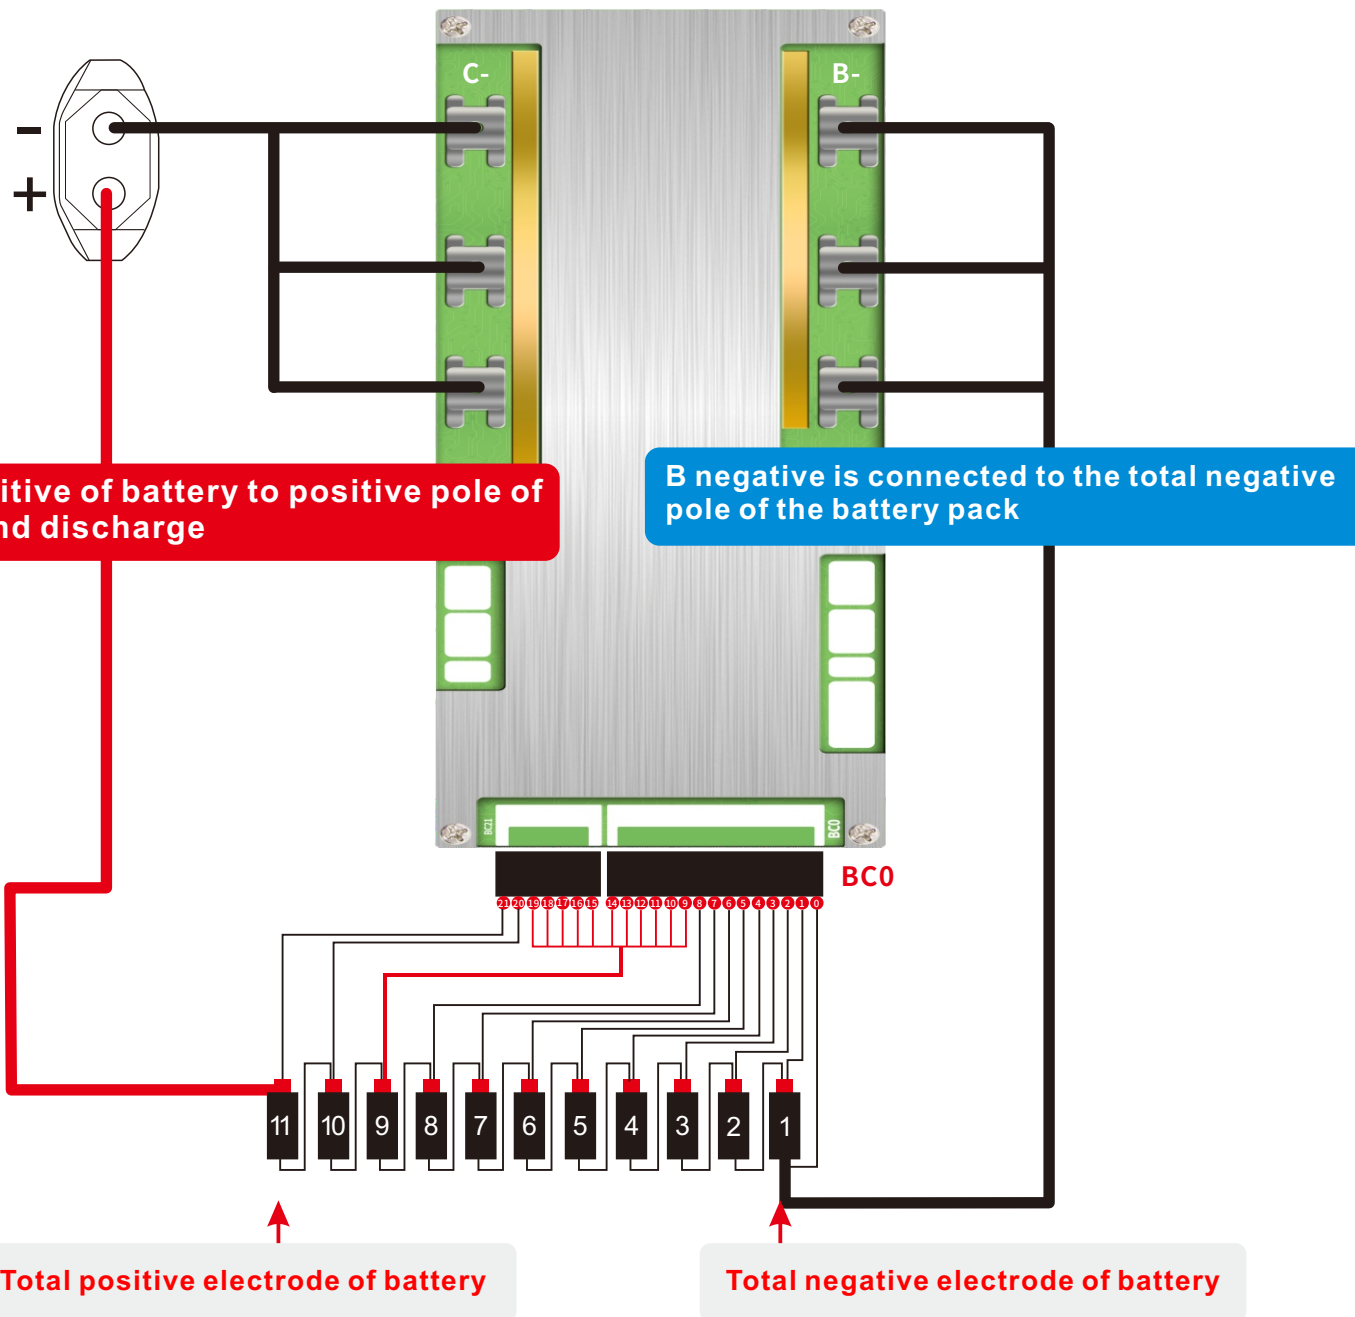 C-
B-
-
+
itive of battery to positive pole of
nd discharge
B negative is connected to the total negative
pole of the battery pack
BC21
BC0
BC0
21 20 19 18 17 16 15 14 13 12 11 10 9 8 7 6 5 4 3 2 1 0
11 10 9 8 7 6 5 4 3 2 1
Total positive electrode of battery
Total negative electrode of battery